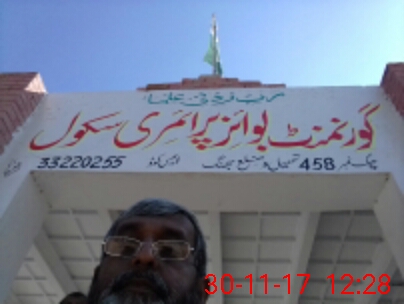 گورنمنٹ بوائز پرائمری سکول
چک نمبر 458 تحصیل و ضلع جھنگ ایمس کوڈ 33220255
30-11-17 12:28